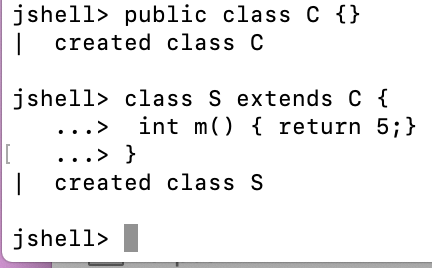 jshell> public class C {}
|  created class C
jshell> class S extends C {
   ...>  int m() { return 5;}
   ...> }
|  created class S
jshell>